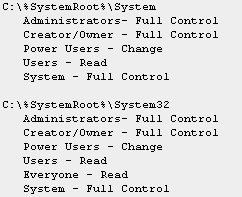 C:\%SystemRoot%\System
Administrators- Full Control
Creator/Owner - Full Control
Power Users - Change
Users - Read
System - Full Control
C:\%SystemRoot%\System32
Administrators- Full Control
Creator/Owner - Full Control
Power Users - Change
Users - Read
Everyone - Read
System - Full Control